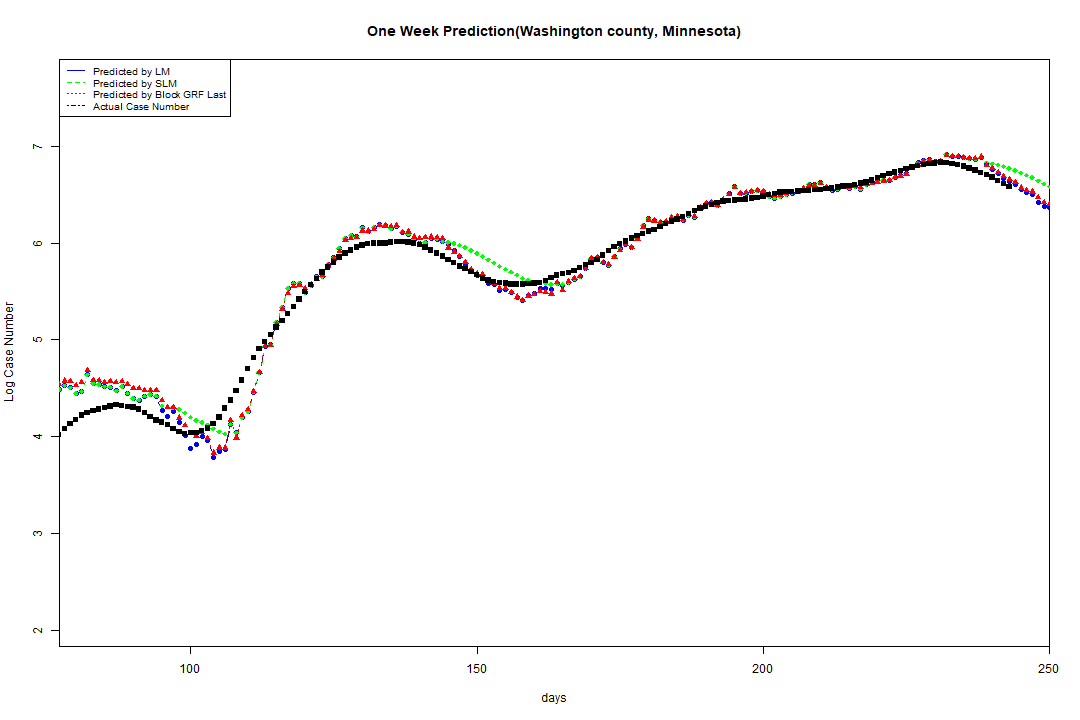 One Week Prediction(Washington county, Minnesota)
Predicted by LM
Predicted by SLM
Predicted by Block GRF Last
Actual Case Number
7
6
5
4
3
2
Log Case Number
100 150 200 250
days